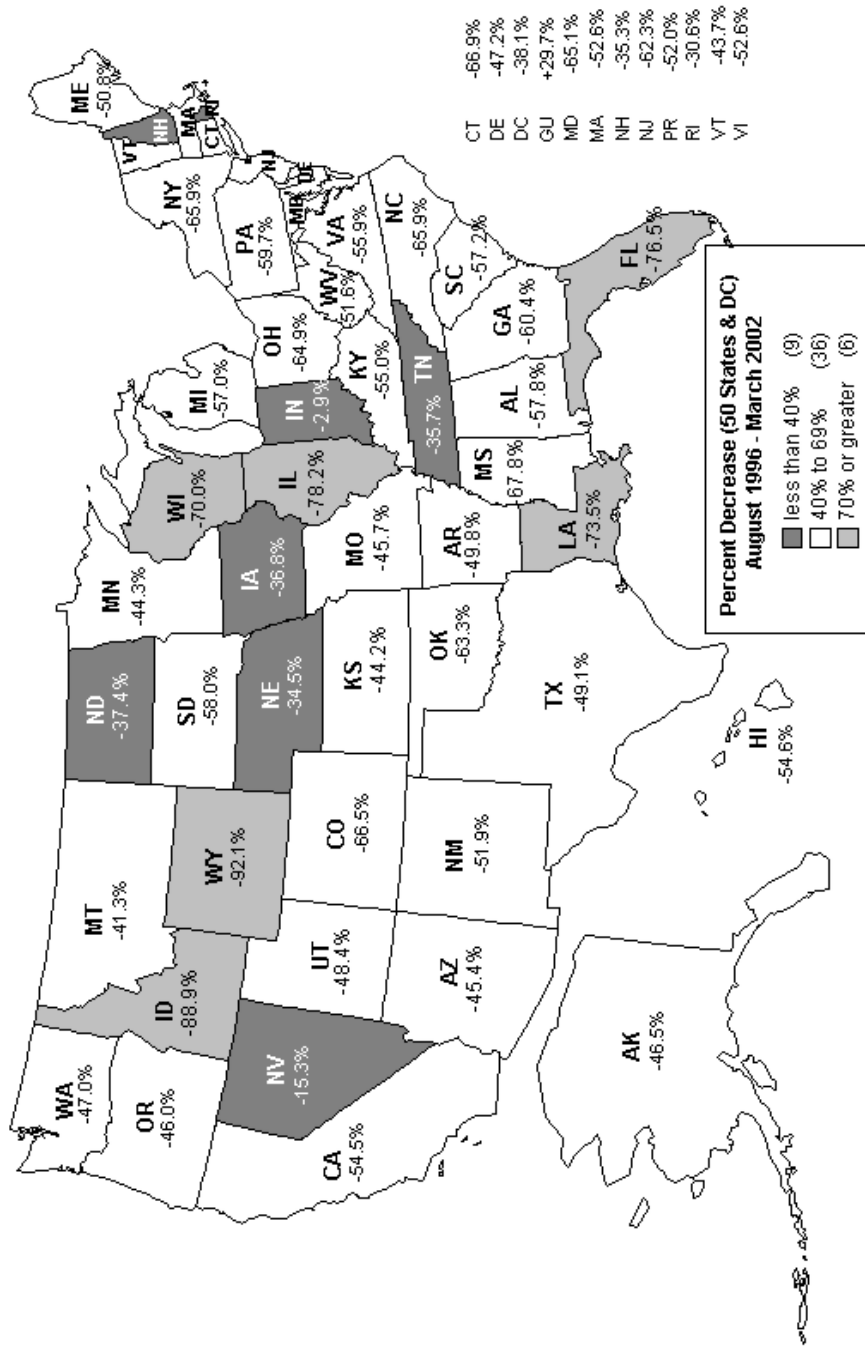 WA
-47.0%
OR
-46.0%
CA
-54.5%
NV
-15.3%
ID
-88.9%
MT
-41.3%
WY
-92.1%
UT
-48.4%
AZ
-45.4%
CO
-66.5%
NM
-51.9%
ND
-37.4%
SD
-58.0%
NE
-34.5%
KS
-44.2%
OK
-63.3%
TX
-49.1%
MN
-44.3%
IA
-36.8%
MO
-45.7%
AR
-49.8%
LA
-73.5%
WI
-70.0%
IL
-78.2%
MI
-57.0%
IN
-2.9%
OH
-64.9%
KY
-55.0%
TN
-35.7%
MS
-67.8%
AL
-57.8%
GA
-60.4%
FL
-76.5%
SC
-57.2%
NC
-65.9%
VA
-55.9%
WV
-51.6%
PA
-59.7%
NY
-65.9%
ME
-50.8%
VT
NH
MA
CT
RI
NJ
DE
MD
AK
-46.5%
HI
-54.6%
CT -66.9%
DE -47.2%
DC -38.1%
GU +29.7%
MD -65.1%
MA -52.6%
NH -35.3%
NJ -62.3%
PR -52.0%
RI -30.6%
VT -43.7%
VI -52.6%
Percent Decrease (50 States & DC)
August 1996 - March 2002
less than 40% (9)
40% to 69% (36)
70% or greater (6)